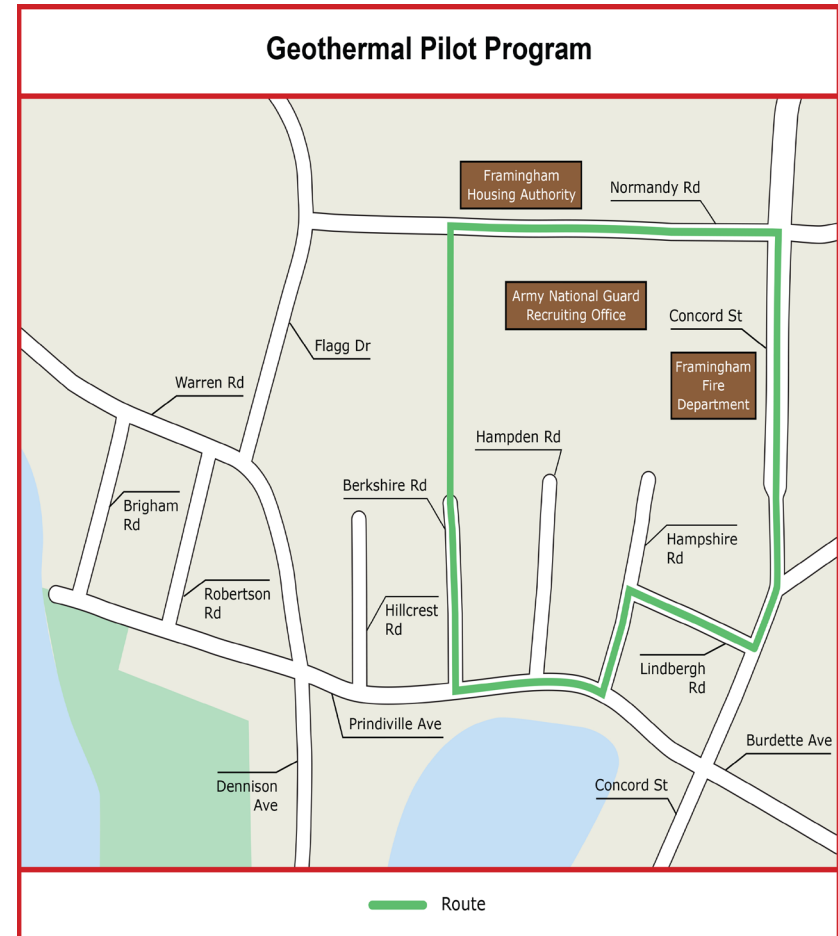 Geothermal Pilot Program
Framingham
Housing Authority
Normandy Rd
Army National Guard
Recruiting Office
Concord St
Flagg Dr
Framingham
Fire
Department
Warren Rd
Hampden Rd
Berkshire Rd
Brigham
Rd
Hampshire
Rd
Robertson
Rd
Hillcrest
Rd
Lindbergh
Rd
Prindiville Ave
Burdette Ave
Dennison
Ave
Concord St
Route